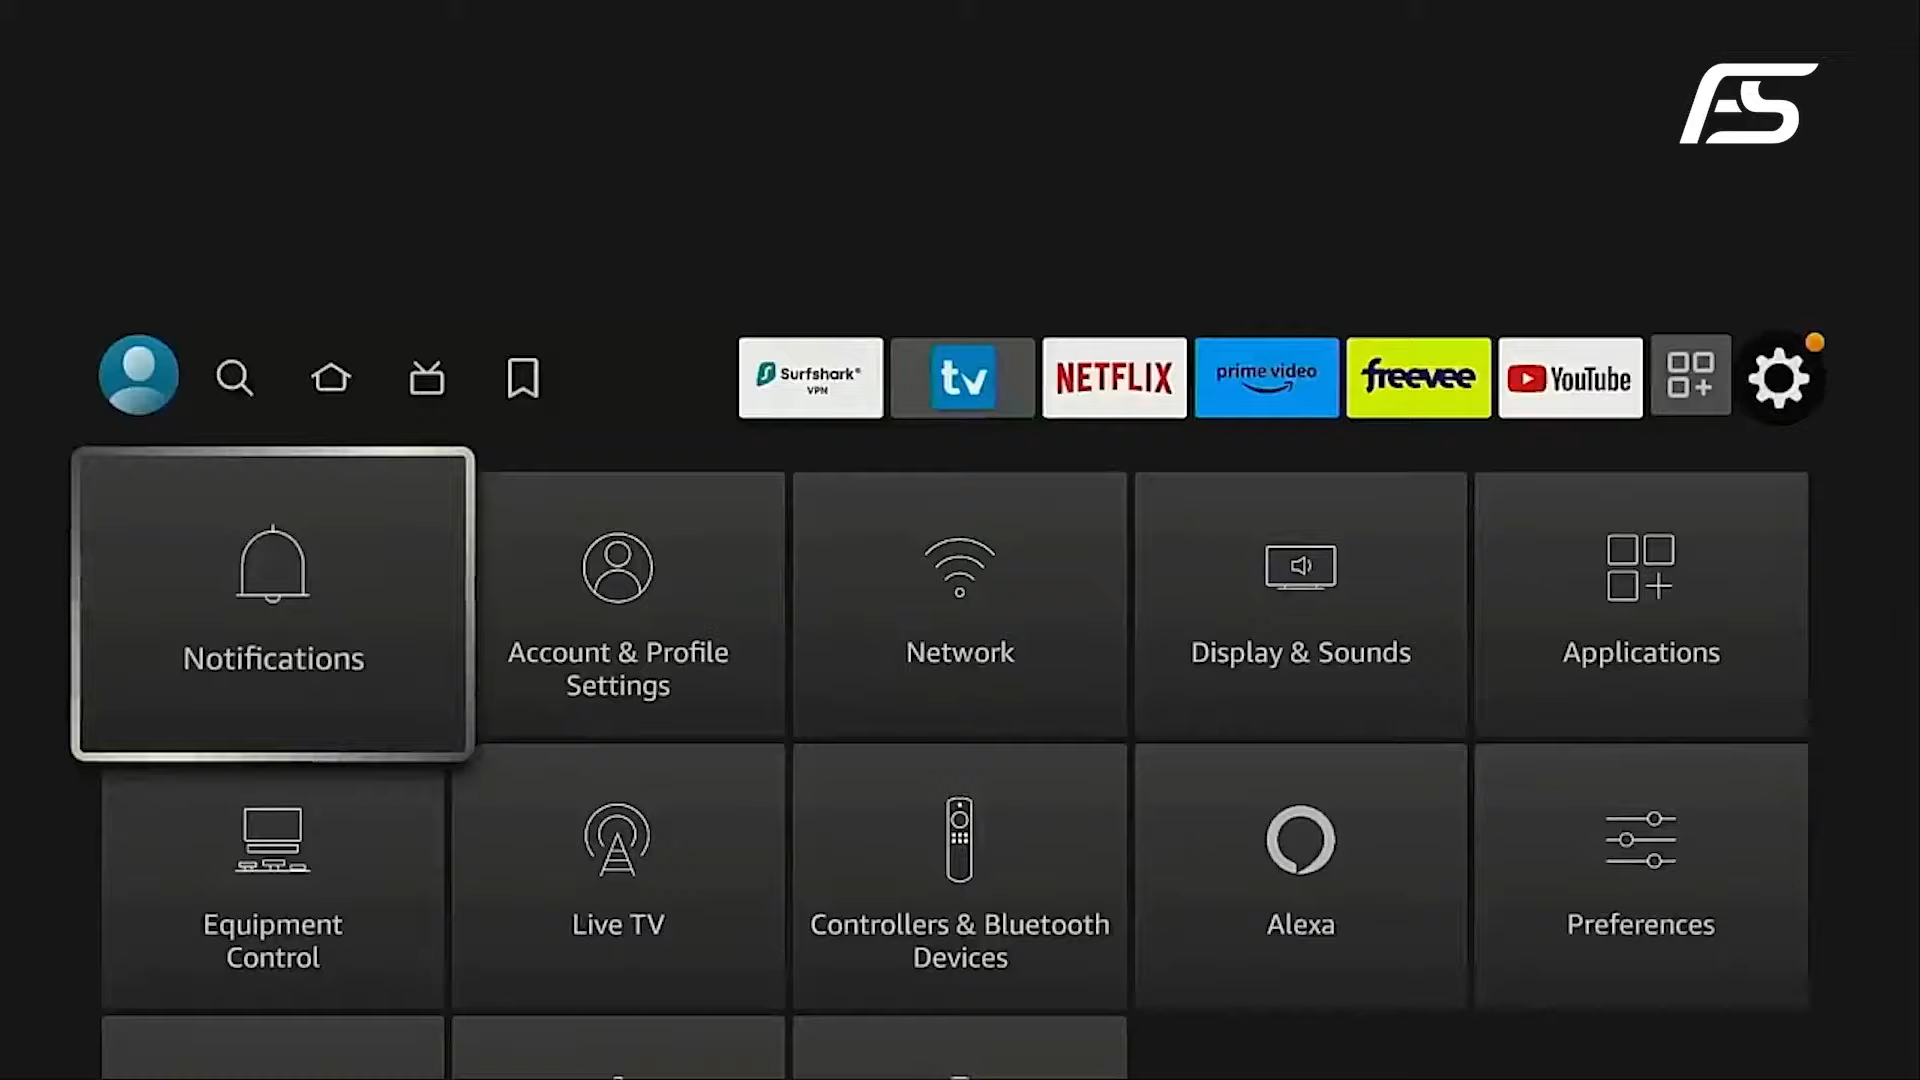 FS
Surfshark®
VPN
tv
NETFLIX
prime video
freevee
YouTube
Notifications
Account & Profile
Settings
Network
Display & Sounds
Applications
Equipment
Control
Live TV
Controllers & Bluetooth
Devices
Alexa
Preferences